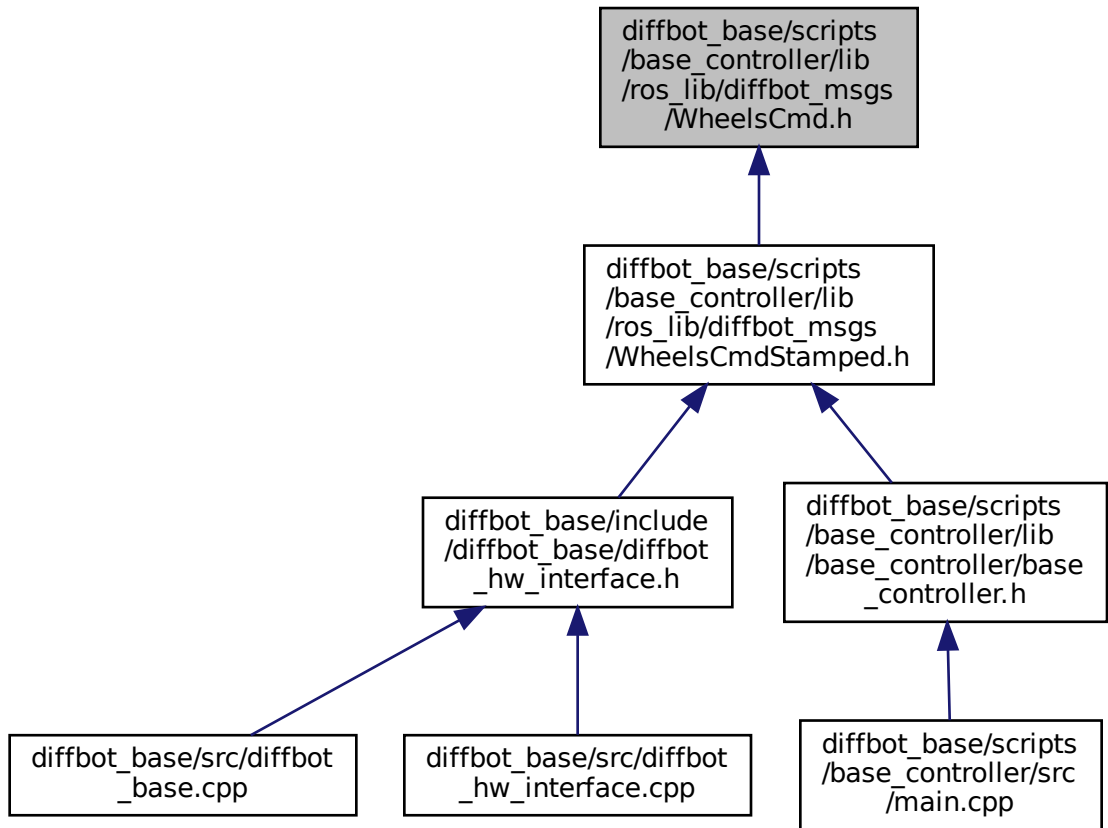 diffbot_base/scripts
/base_controller/lib
/ros_lib/diffbot_msgs
/WheelsCmd.h
diffbot_base/scripts
/base_controller/lib
/ros_lib/diffbot_msgs
/WheelsCmdStamped.h
diffbot_base/include
/diffbot_base/diffbot
_hw_interface.h
diffbot_base/scripts
/base_controller/lib
/base_controller/base
_controller.h
diffbot_base/src/diffbot
_base.cpp
diffbot_base/src/diffbot
_hw_interface.cpp
diffbot_base/scripts
/base_controller/src
/main.cpp